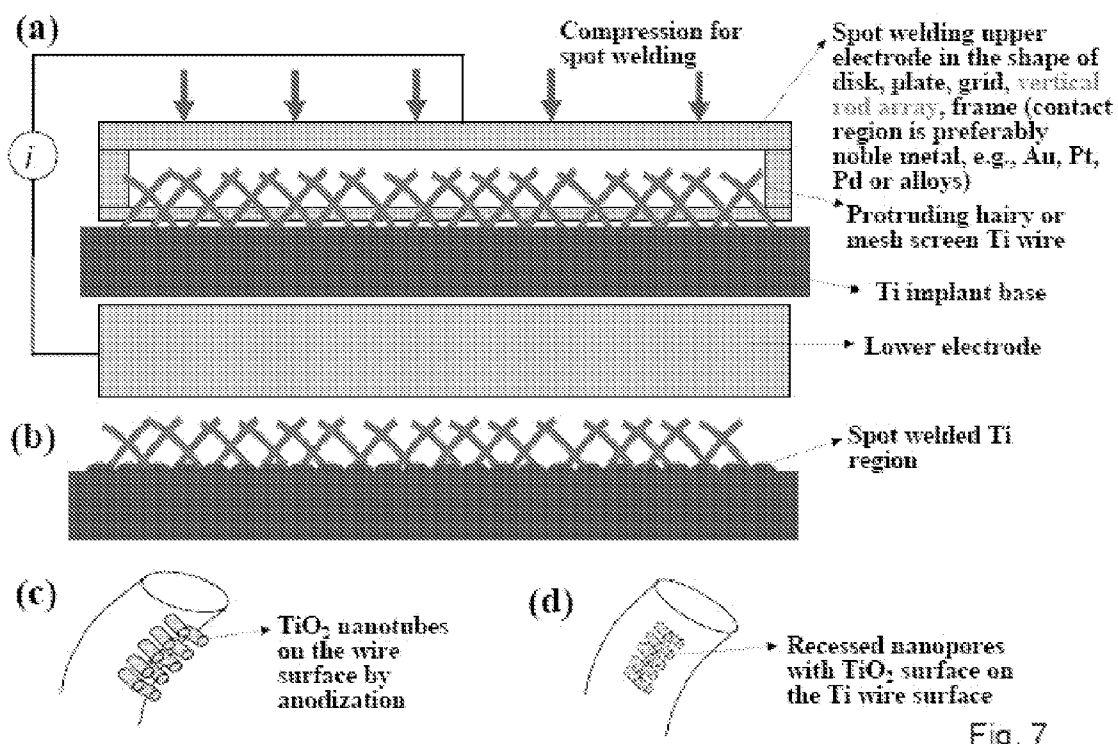 (a)
Compression for
spot welding
Spot welding upper
electrode in the shape of
disk, plate, grid, vertical
rod array, frame (contact
region is preferably
noble metal, e.g., Au, Pt,
Pd or alloys)
i
Protruding hairy or
mesh screen Ti wire
Ti implant base
Lower electrode
(b)
Spot welded Ti
region
(c)
TiO₂ nanotubes
on the wire
surface by
anodization
(d)
Recessed nanopores
with TiO₂ surface on
the Ti wire surface
Fig. 7